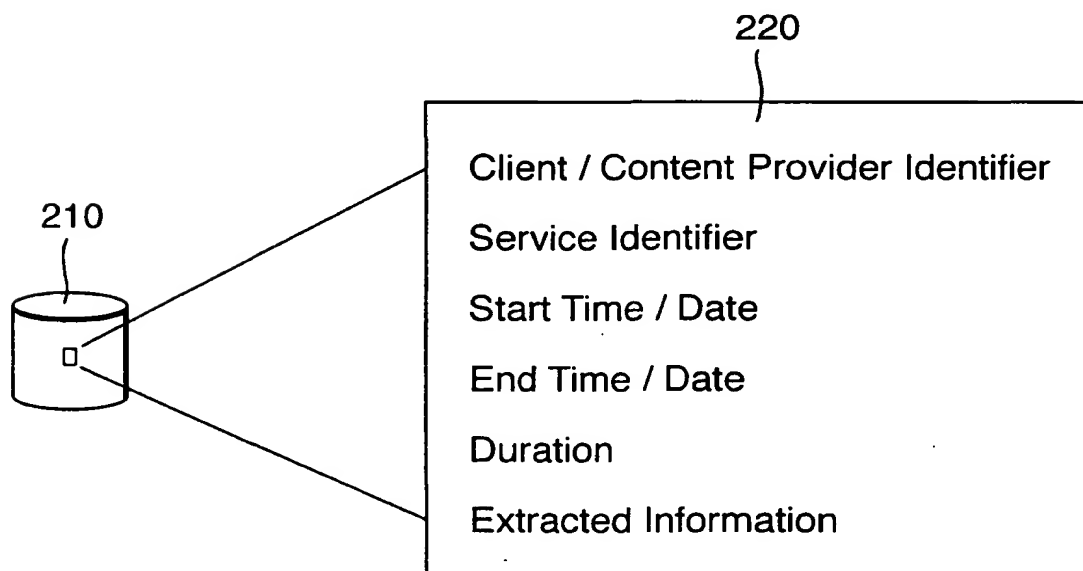 220
Client / Content Provider Identifier
210
Service Identifier
Start Time / Date
End Time / Date
Duration
Extracted Information